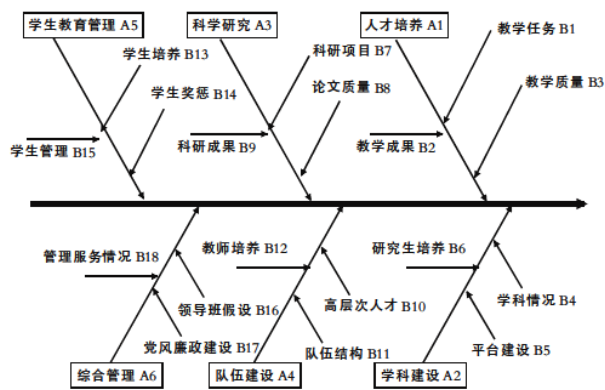 学生教育管理 A5
科学研究 A3
人才培养 A1
教学任务 B1
学生培养 B13
科研项目 B7
教学质量 B3
学生奖惩 B14
论文质量 B8
学生管理 B15
科研成果 B9
教学成果 B2
管理服务情况 B18
教师培养 B12
研究生培养 B6
领导班假设 B16
高层次人才 B10
学科情况 B4
党风廉政建设 B17
队伍结构 B11
平台建设 B5
综合管理 A6
队伍建设 A4
学科建设 A2